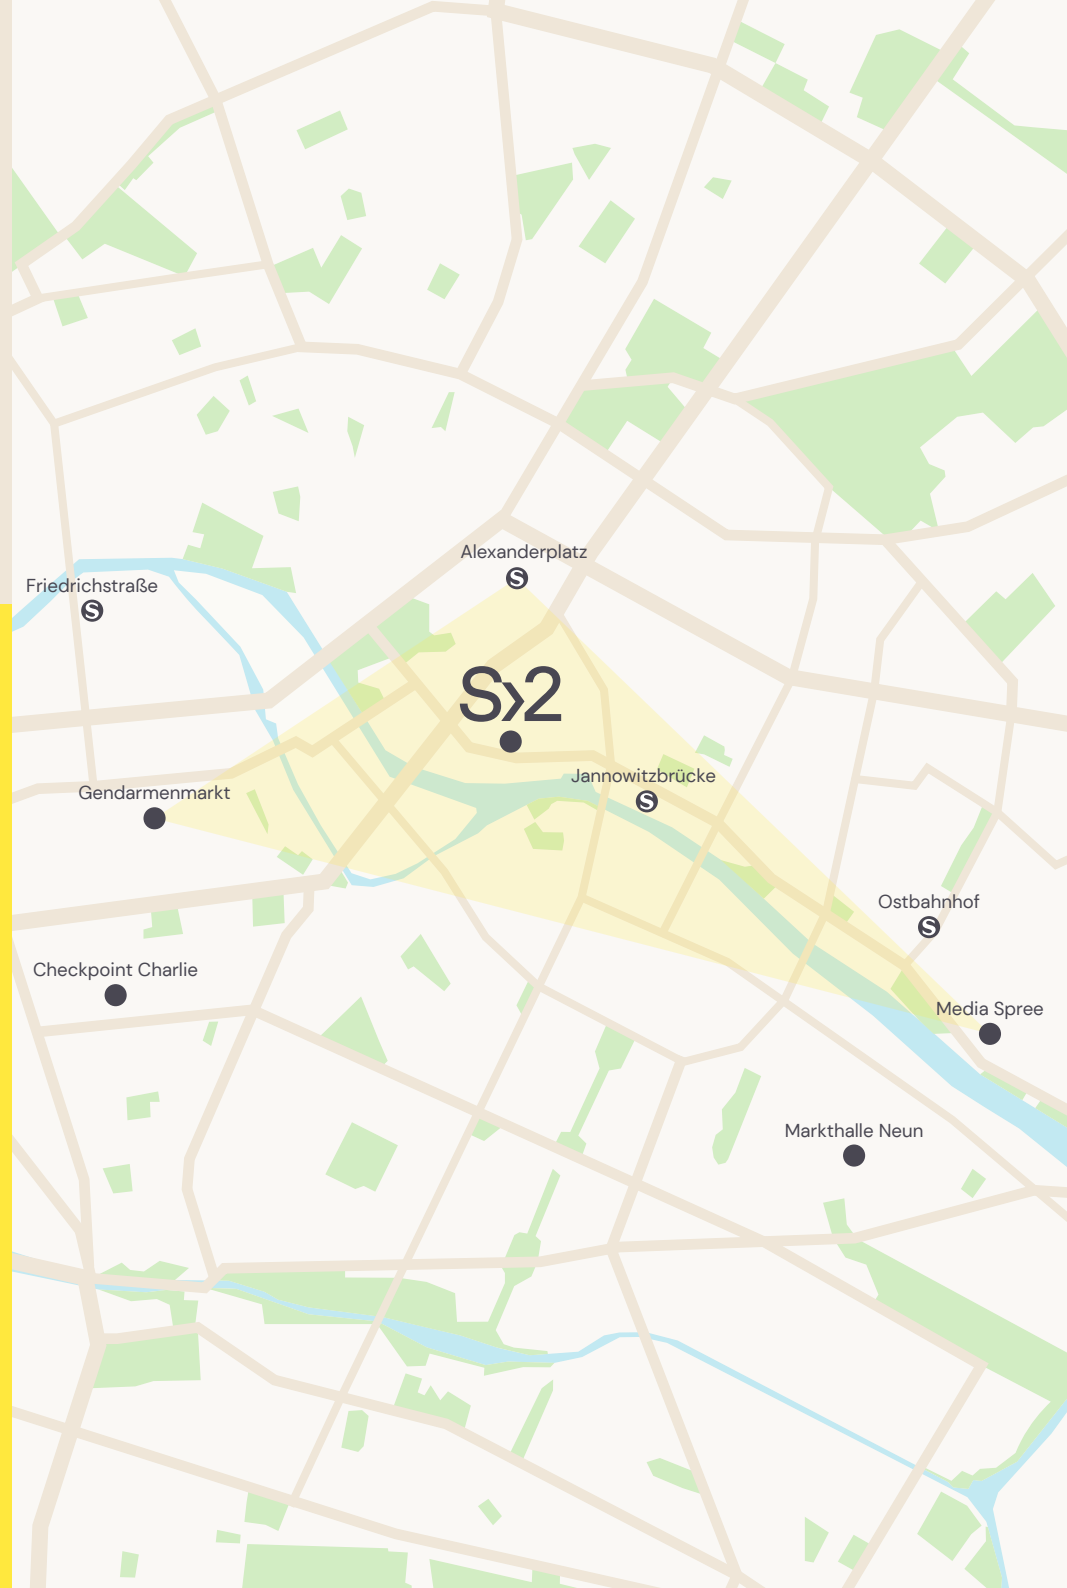 Alexanderplatz
S
Friedrichstraße
S
S›2
Jannowitzbrücke
S
Gendarmenmarkt
Ostbahnhof
S
Checkpoint Charlie
Media Spree
Markthalle Neun